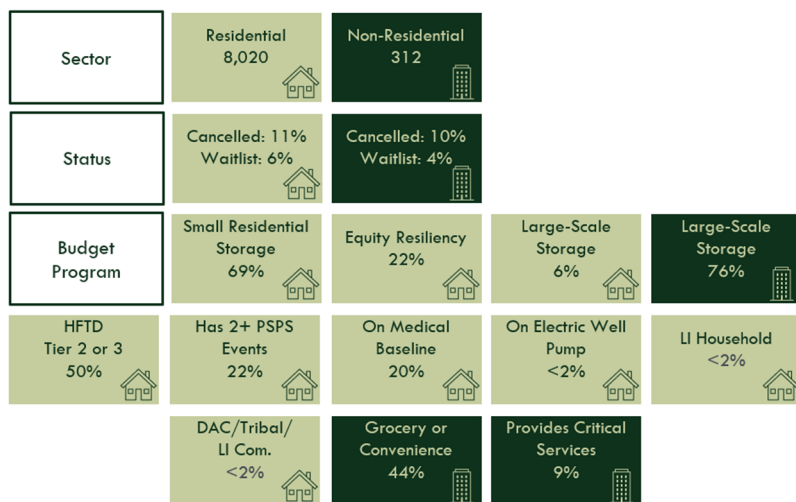 Sector
Residential
8,020
Non-Residential
312
Status
Cancelled: 11%
Waitlist: 6%
Cancelled: 10%
Waitlist: 4%
Budget
Program
Small Residential
Storage
69%
Equity Resiliency
22%
Large-Scale
Storage
6%
Large-Scale
Storage
76%
HFTD
Tier 2 or 3
50%
Has 2+ PSPS
Events
22%
On Medical
Baseline
20%
On Electric Well
Pump
<2%
LI Household
<2%
DAC/Tribal/
LI Com.
<2%
Grocery or
Convenience
44%
Provides Critical
Services
9%